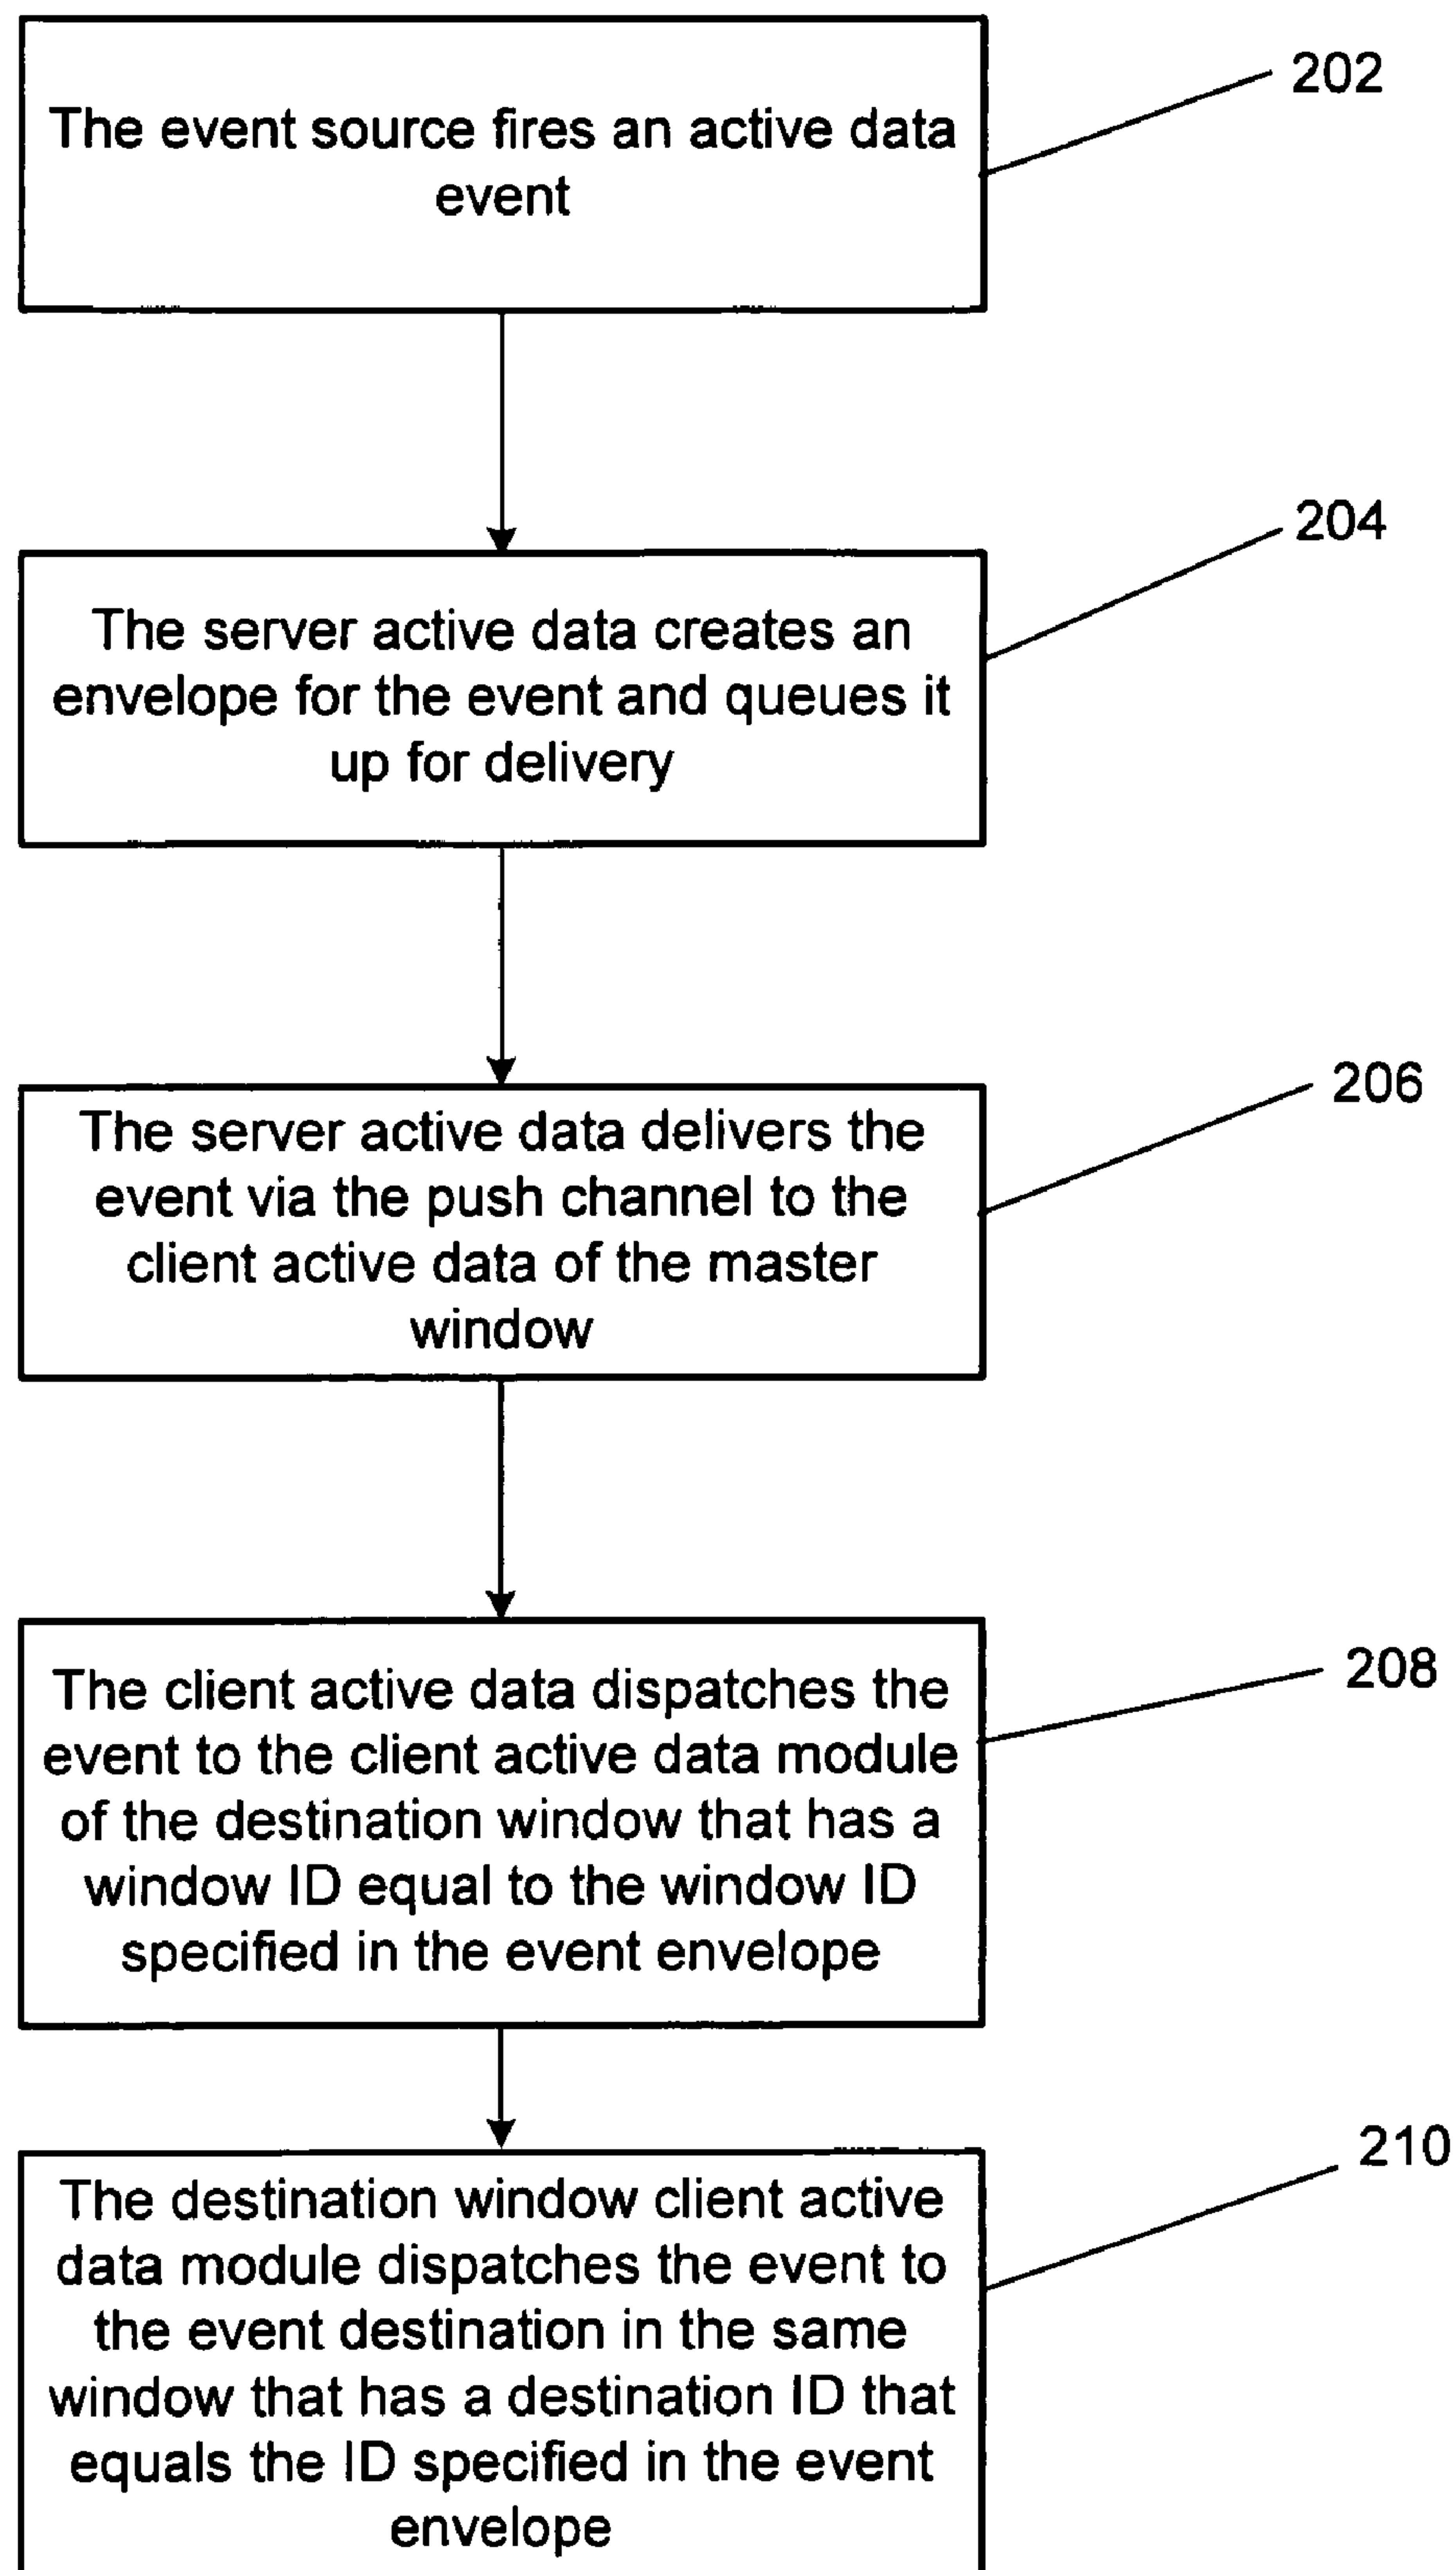 The event source fires an active data
event
202
The server active data creates an
envelope for the event and queues it
up for delivery
204
The server active data delivers the
event via the push channel to the
client active data of the master
window
206
The client active data dispatches the
event to the client active data module
of the destination window that has a
window ID equal to the window ID
specified in the event envelope
208
The destination window client active
data module dispatches the event to
the event destination in the same
window that has a destination ID that
equals the ID specified in the event
envelope
210